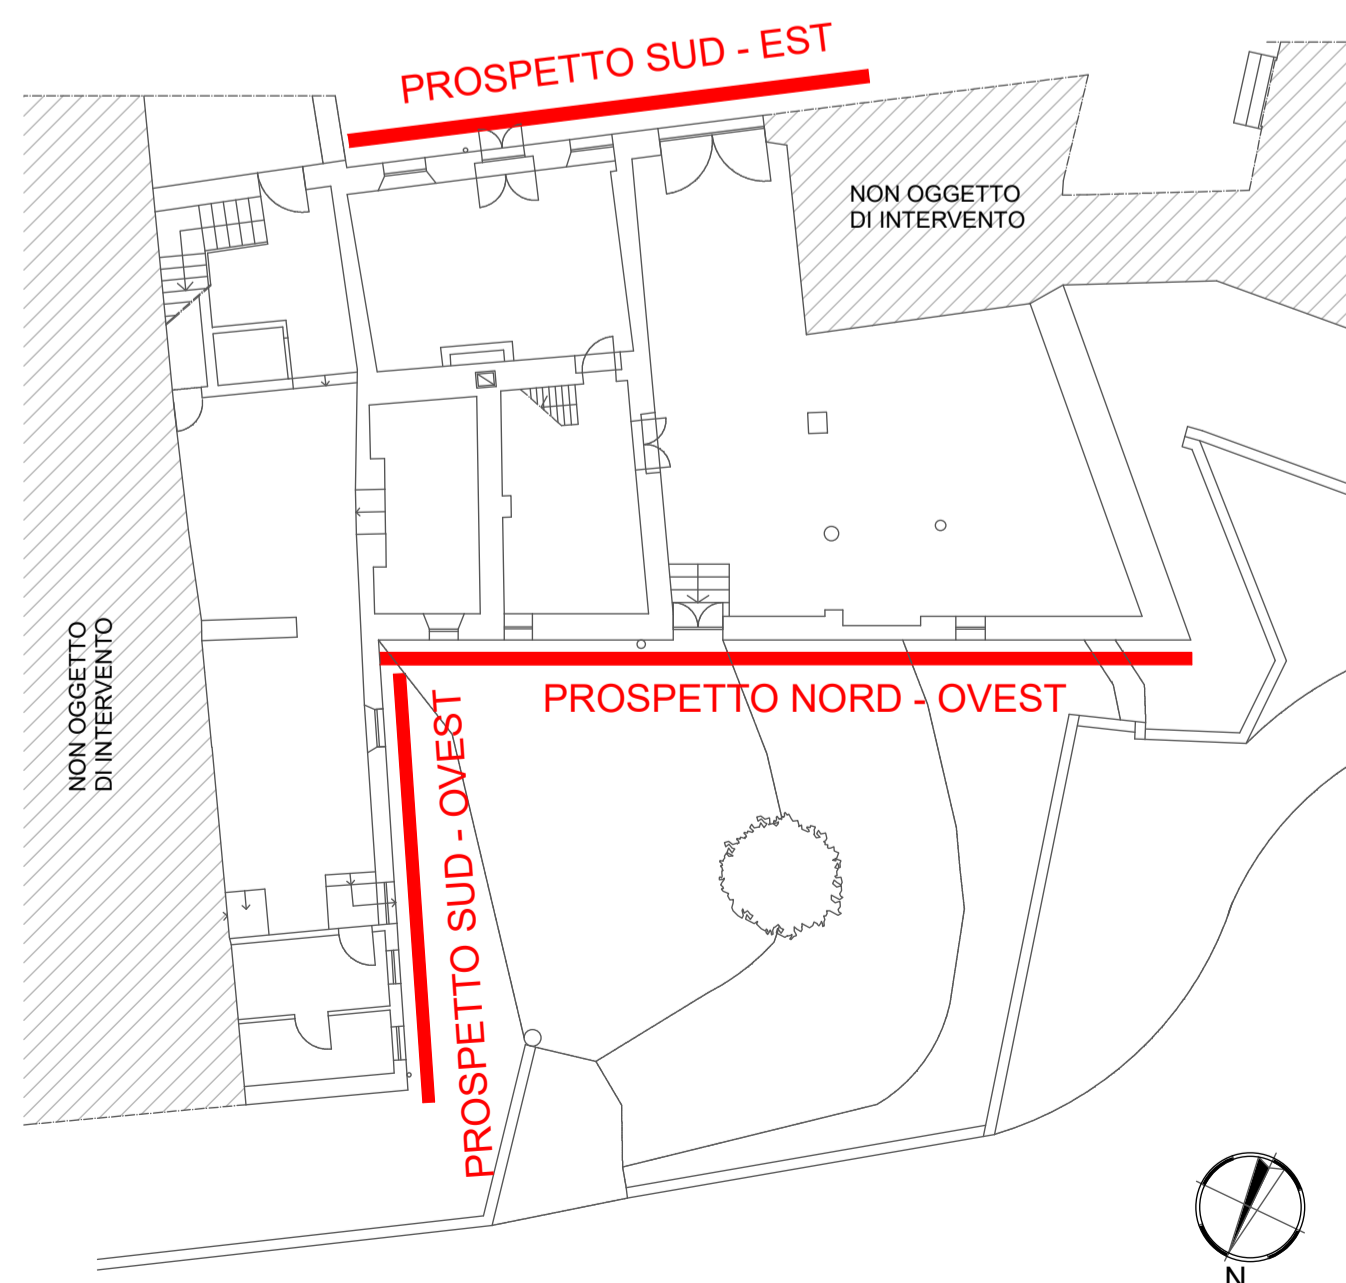 PROSPETTO SUD - EST
NON OGGETTO
DI INTERVENTO
NON OGGETTO
DI INTERVENTO
PROSPETTO NORD - OVEST
PROSPETTO SUD - OVEST
N